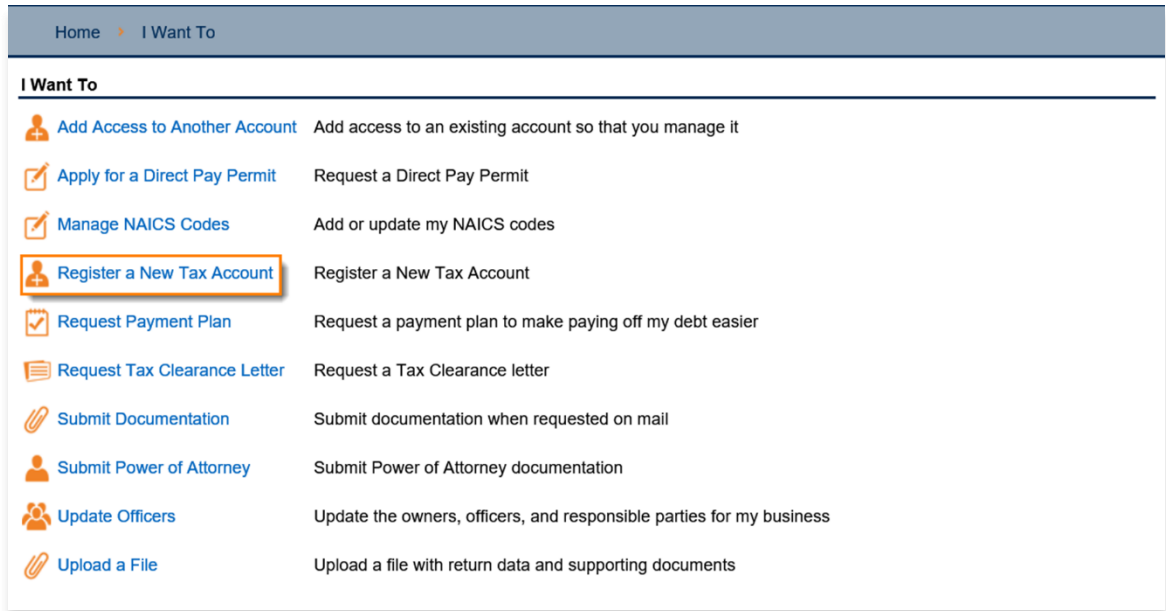 Home I Want To
I Want To
Add Access to Another Account Add access to an existing account so that you manage it
Apply for a Direct Pay Permit Request a Direct Pay Permit
Manage NAICS Codes Add or update my NAICS codes
Register a New Tax Account Register a New Tax Account
Request Payment Plan Request a payment plan to make paying off my debt easier
Request Tax Clearance Letter Request a Tax Clearance letter
Submit Documentation Submit documentation when requested on mail
Submit Power of Attorney Submit Power of Attorney documentation
Update Officers Update the owners, officers, and responsible parties for my business
Upload a File Upload a file with return data and supporting documents